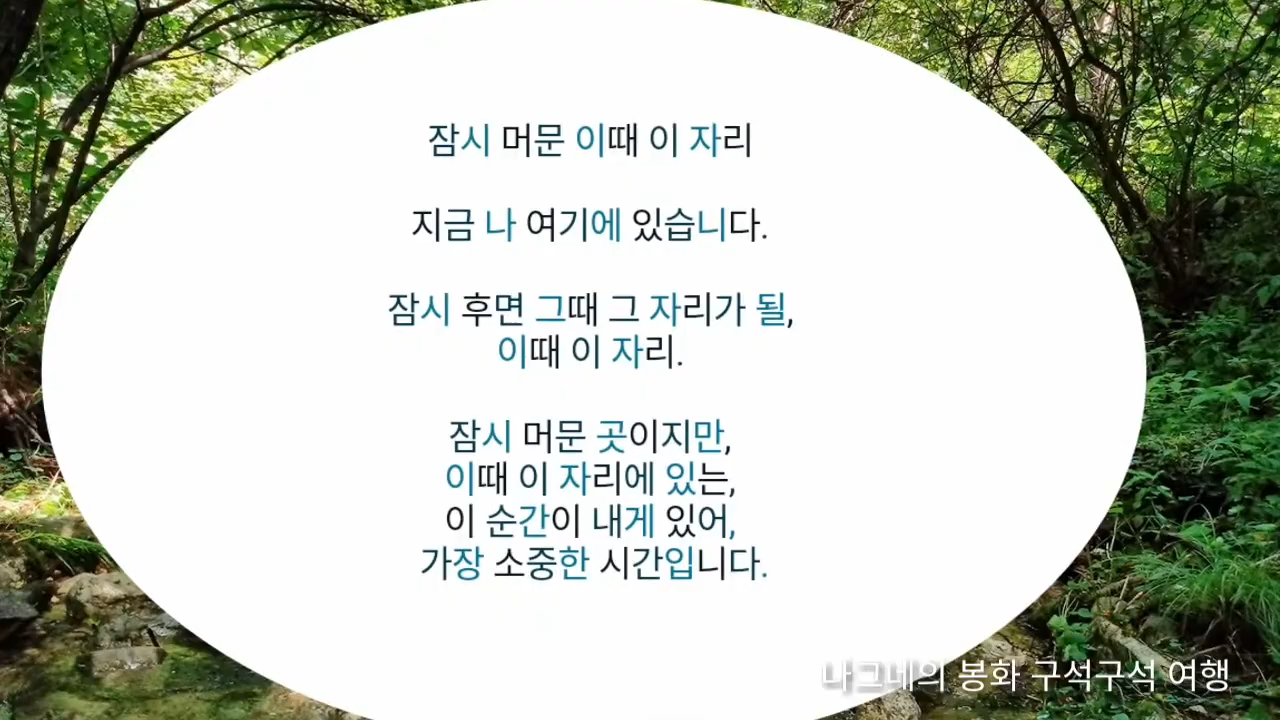 잠시 머문 이때 이 자리
지금 나 여기에 있습니다.
잠시 후면 그때 그 자리가 될,
이때 이 자리.
잠시 머문 곳이지만,
이때 이 자리에 있는,
이 순간이 내게 있어,
가장 소중한 시간입니다.
마그네의 봉화 구석구석 여행